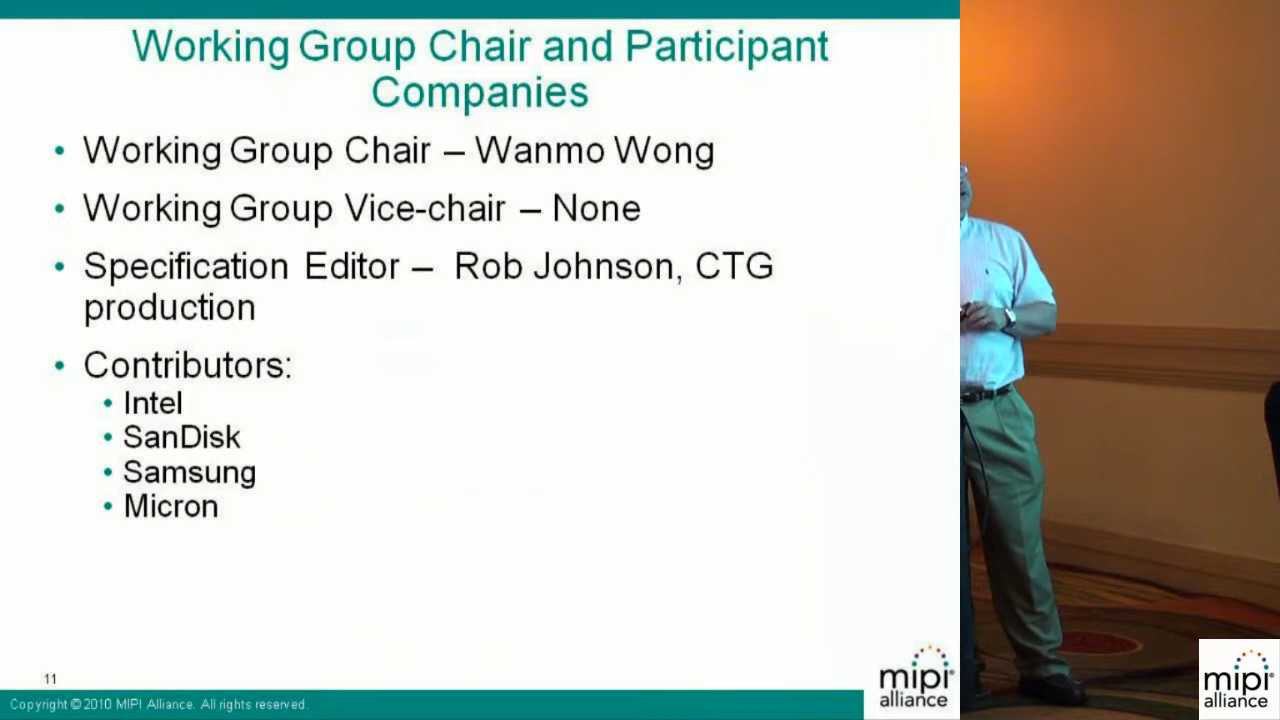 Working Group Chair and Participant
Companies
• Working Group Chair – Wanmo Wong
• Working Group Vice-chair – None
• Specification Editor – Rob Johnson, CTG
production
• Contributors:
• Intel
• SanDisk
• Samsung
• Micron
11
Copyright © 2010 MIPI Alliance. All rights reserved.
mipi
alliance
mipi
alliance